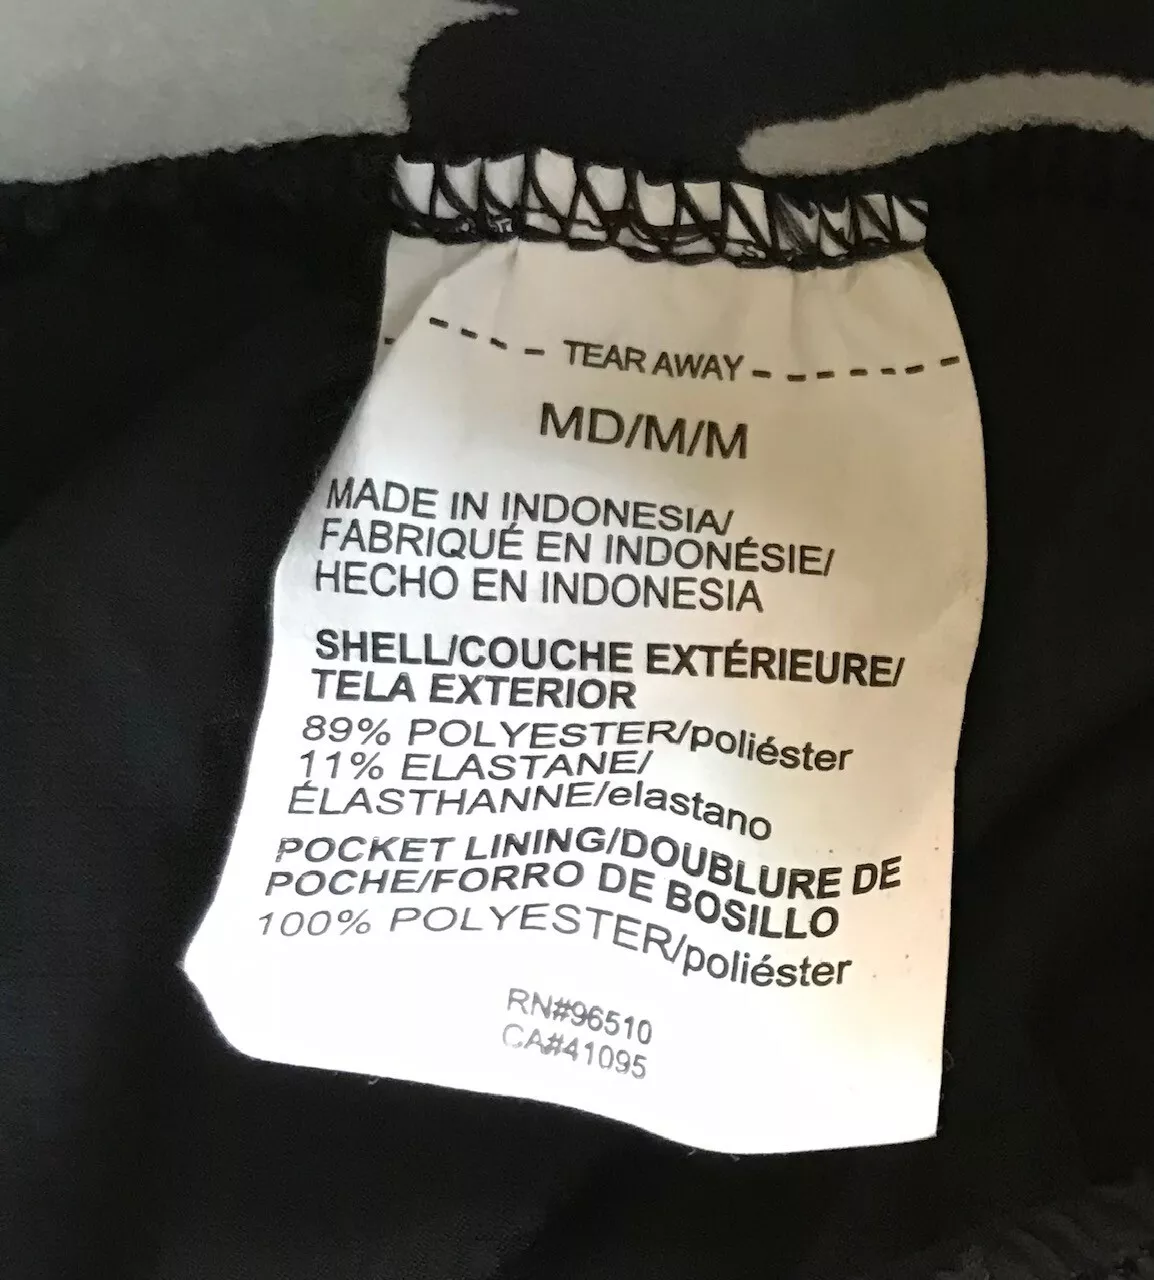 TEAR AWAY
MD/M/M
MADE IN INDONESIA/
FABRIQUÉ EN INDONÉSIE/
HECHO EN INDONESIA
SHELL/COUCHE EXTÉRIEURE/
TELA EXTERIOR
89% POLYESTER/poliéster
11% ELASTANE/
ÉLASTHANNE/elastano
POCKET LINING/DOUBLURE DE
POCHE/FORRO DE BOSILLO
100% POLYESTER/poliéster
RN#96510
CA#41095